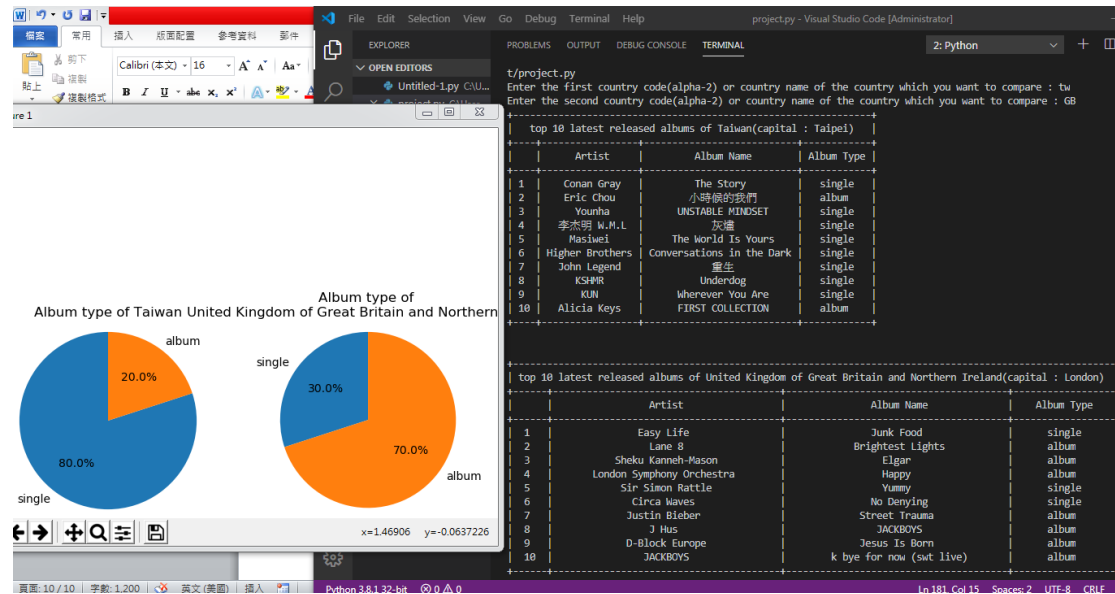 檔案 常用 插入 版面配置 參考資料 郵件
貼上
剪下
複製
複製格式
Calibri (本文) 16 A A Aa
B I U abc x₂ x² A
頁面: 10 / 10 字數: 1,200 英文 (美國) 插入
ure 1
Album type of Taiwan
Album type of
United Kingdom of Great Britain and Northern
album
20.0%
80.0%
single
single
30.0%
70.0%
album
x=1.46906 y=-0.0637226
File Edit Selection View Go Debug Terminal Help project.py - Visual Studio Code [Administrator]
EXPLORER
OPEN EDITORS
Untitled-1.py C:\U...
PROBLEMS OUTPUT DEBUG CONSOLE TERMINAL 2: Python
t/project.py
Enter the first country code(alpha-2) or country name of the country which you want to compare : tw
Enter the second country code(alpha-2) or country name of the country which you want to compare : GB
top 10 latest released albums of Taiwan(capital : Taipei)
Artist Album Name Album Type
1 Conan Gray The Story single
2 Eric Chou 小時候的我們 album
3 Younha UNSTABLE MINDSET single
4 李杰明 W.M.L 灰燼 single
5 Masiwei The World Is Yours single
6 Higher Brothers Conversations in the Dark single
7 John Legend 重生 single
8 KSHMR Underdog single
9 KUN Wherever You Are single
10 Alicia Keys FIRST COLLECTION album
top 10 latest released albums of United Kingdom of Great Britain and Northern Ireland(capital : London)
Artist Album Name Album Type
1 Easy Life Junk Food single
2 Lane 8 Brightest Lights album
3 Sheku Kanneh-Mason Elgar album
4 London Symphony Orchestra Happy album
5 Sir Simon Rattle Yummy single
6 Circa Waves No Denying single
7 Justin Bieber Street Trauma album
8 J Hus JACKBOYS album
9 D-Block Europe Jesus Is Born album
10 JACKBOYS k bye for now (swt live) album
Python 3.8.1 32-bit 0 0 Ln 181, Col 15 Spaces: 2 UTF-8 CRLF